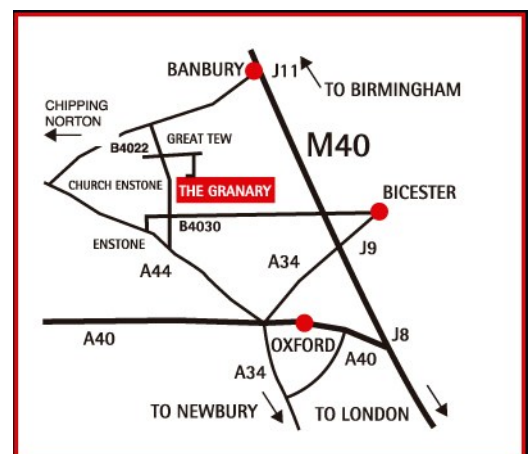 BANBURY
J11
TO BIRMINGHAM
CHIPPING
NORTON
GREAT TEW
B4022
M40
CHURCH ENSTONE
THE GRANARY
BICESTER
B4030
ENSTONE
J9
A34
A44
J8
A40
OXFORD
A40
A34
TO NEWBURY
TO LONDON